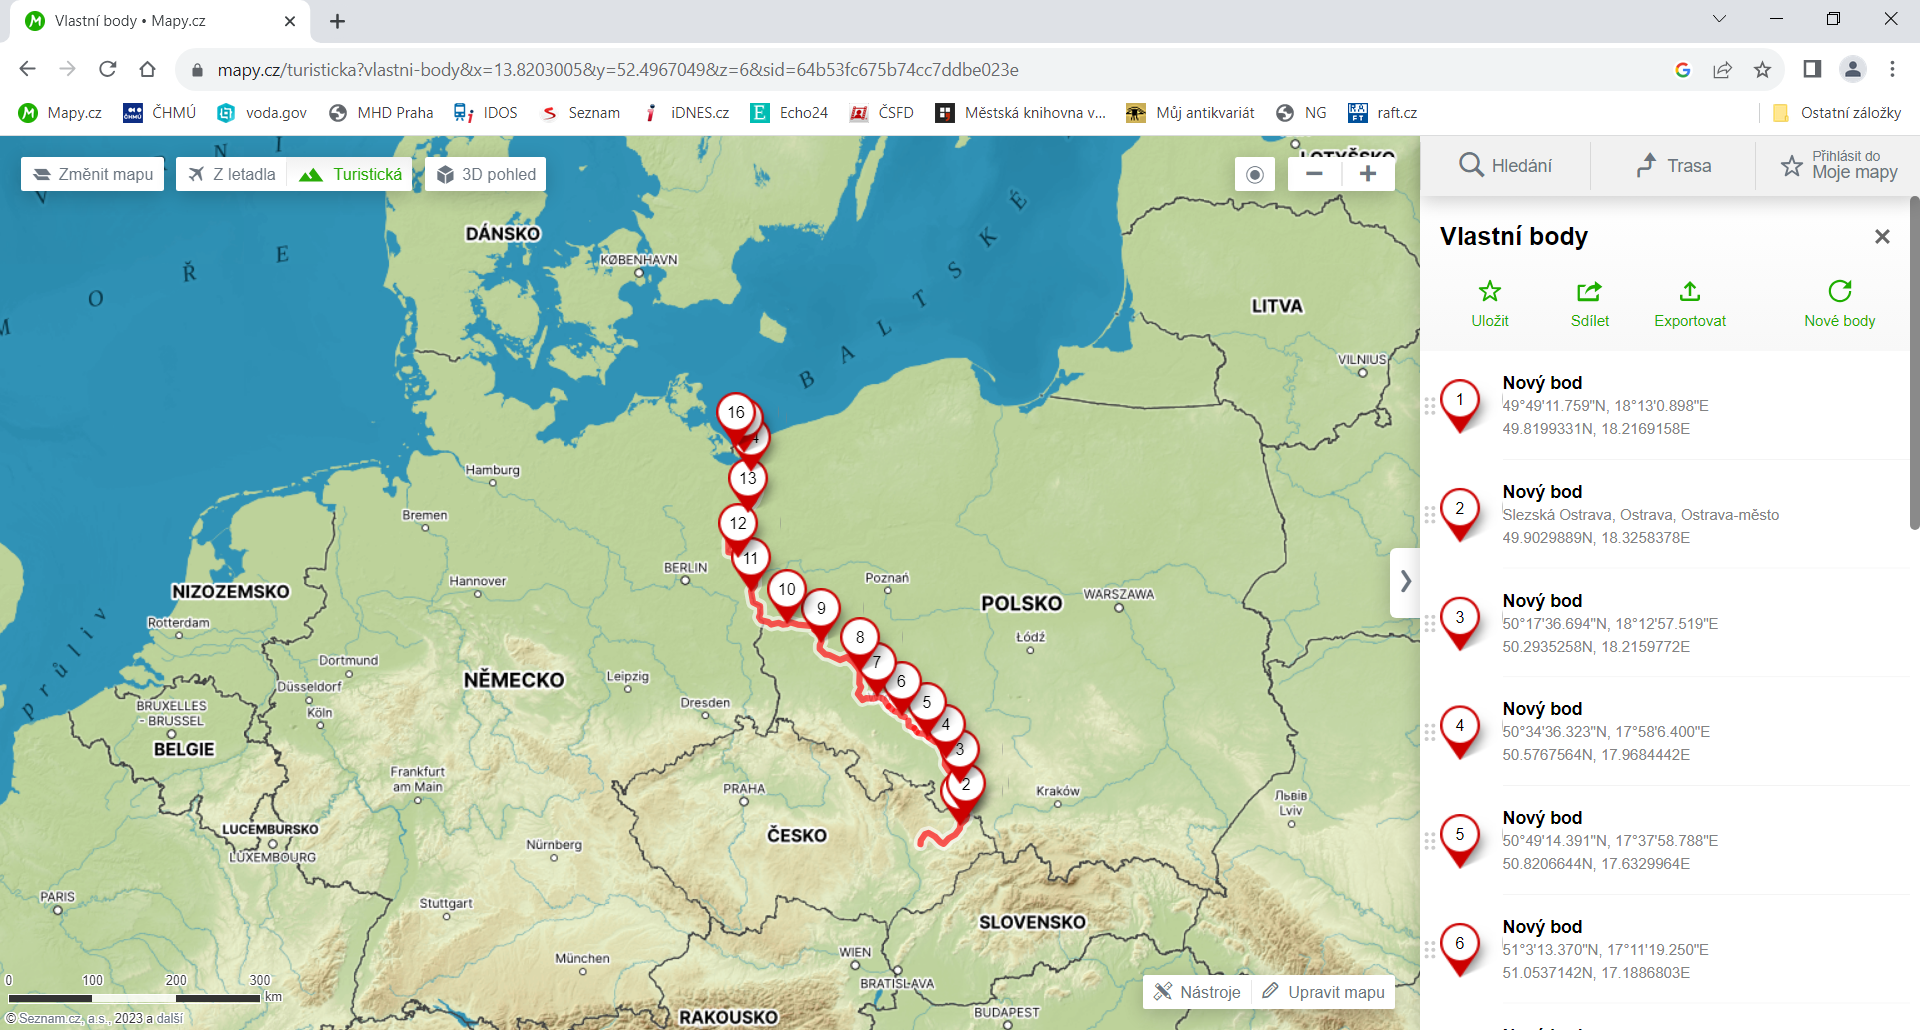 Vlastní body • Mapy.cz
mapy.cz/turisticka?vlastni-body&x=13.8203005&y=52.4967049&z=6&sid=64b53fc675b74cc7ddbe023e
Mapy.cz ČHMÚ voda.gov MHD Praha IDOS Seznam iDNES.cz Echo24 ČSFD Městská knihovna v... Můj antikvariát NG raft.cz Ostatní záložky
Změnit mapu
Z letadla
Turistická
3D pohled
Hledání
Trasa
Přihlásit do
Moje mapy
Vlastní body
Uložit
Sdílet
Exportovat
Nové body
1
Nový bod
49°49'11.759"N, 18°13'0.898"E
49.8199331N, 18.2169158E
2
Nový bod
Slezská Ostrava, Ostrava, Ostrava-město
49.9029889N, 18.3258378E
3
Nový bod
50°17'36.694"N, 18°12'57.519"E
50.2935258N, 18.2159772E
4
Nový bod
50°34'36.323"N, 17°58'6.400"E
50.5767564N, 17.9684442E
5
Nový bod
50°49'14.391"N, 17°37'58.788"E
50.8206644N, 17.6329964E
6
Nový bod
51°3'13.370"N, 17°11'19.250"E
51.0537142N, 17.1886803E
LOTYŠSKO
DÁNSKO
KØBENHAVN
M O Ř E
BALTSKÉ
LITVA
VILNIUS
Hamburg
Bremen
BERLIN
Hannover
NIZOZEMSKO
Rotterdam
průliv
Poznań
POLSKO
WARSZAWA
Łódź
Dortmund
Düsseldorf
Köln
NĚMECKO
Leipzig
Dresden
BRUXELLES
- BRUSSEL
BELGIE
Frankfurt
am Main
PRAHA
ČESKO
Kraków
Львів
Lviv
LUCEMBURSKO
LUXEMBOURG
Nürnberg
PARIS
Stuttgart
SLOVENSKO
München
WIEN
BRATISLAVA
BUDAPEST
RAKOUSKO
16
13
12
11
10
9
8
7
6
5
4
3
2
0 100 200 300
km
© Seznam.cz, a.s., 2023 a další
Nástroje
Upravit mapu